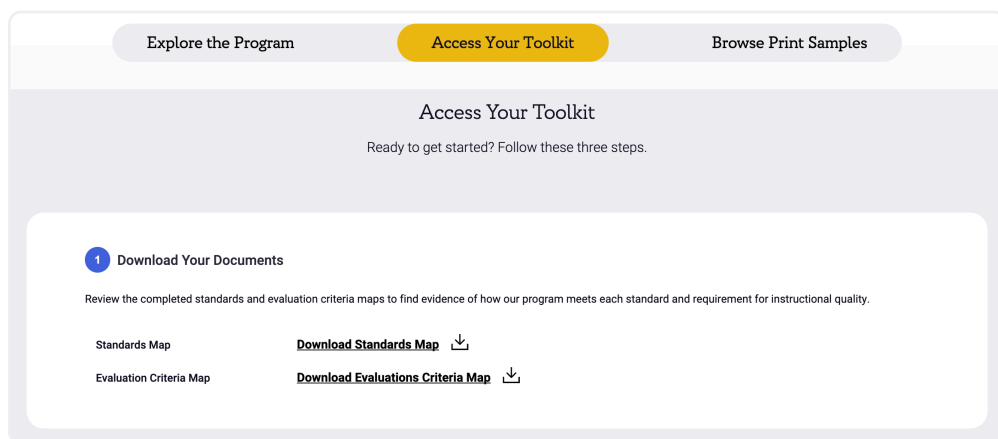 Explore the Program
Access Your Toolkit
Browse Print Samples
Access Your Toolkit
Ready to get started? Follow these three steps.
1 Download Your Documents
Review the completed standards and evaluation criteria maps to find evidence of how our program meets each standard and requirement for instructional quality.
Standards Map Download Standards Map
Evaluation Criteria Map Download Evaluations Criteria Map